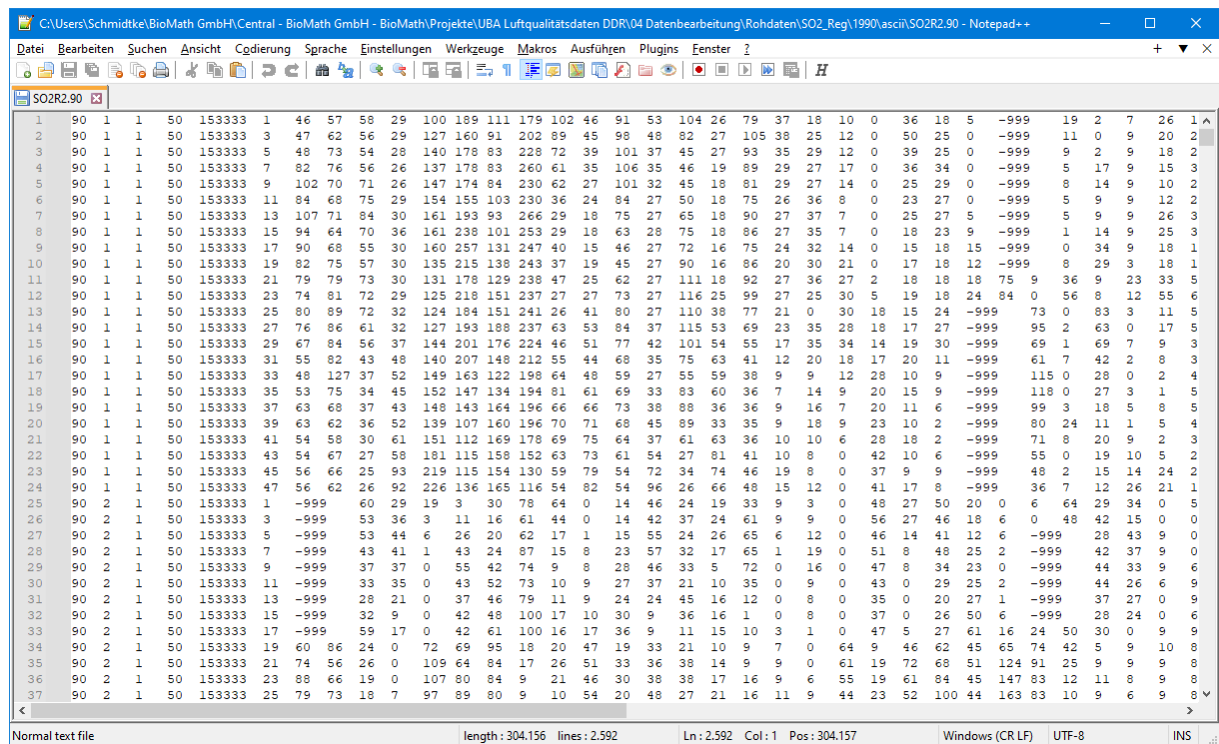 C:\Users\Schmidtke\BioMath GmbH\Central - BioMath GmbH - BioMath\Projekte\UBA Luftqualitätsdaten DDR\04 Datenbearbeitung\Rohdaten\SO2_Reg\1990\ascii\SO2R2.90 - Notepad++
Datei Bearbeiten Suchen Ansicht Codierung Sprache Einstellungen Werkzeuge Makros Ausführen Plugins Fenster ?
SO2R2.90
1 90 1 1 50 153333 1 46 57 58 29 100 189 111 179 102 46 91 53 104 26 79 37 18 10 0 36 18 5 -999 19 2 7 26 1
2 90 1 1 50 153333 3 47 62 56 29 127 160 91 202 89 45 98 48 82 27 105 38 25 12 0 50 25 0 -999 11 0 9 20 2
3 90 1 1 50 153333 5 48 73 54 28 140 178 83 228 72 39 101 37 45 27 93 35 29 12 0 39 25 0 -999 9 2 9 18 2
4 90 1 1 50 153333 7 82 76 56 26 137 178 83 260 61 35 106 35 46 19 89 29 27 17 0 36 34 0 -999 5 17 9 15 3
5 90 1 1 50 153333 9 102 70 71 26 147 174 84 230 62 27 101 32 45 18 81 29 27 14 0 25 29 0 -999 8 14 9 10 2
6 90 1 1 50 153333 11 84 68 75 29 154 155 103 230 36 24 84 27 50 18 75 26 36 8 0 23 27 0 -999 5 9 9 12 2
7 90 1 1 50 153333 13 107 71 84 30 161 193 93 266 29 18 75 27 65 18 90 27 37 7 0 25 27 5 -999 5 9 9 26 3
8 90 1 1 50 153333 15 94 64 70 36 161 238 101 253 29 18 63 28 75 18 86 27 35 7 0 18 23 9 -999 1 14 9 25 3
9 90 1 1 50 153333 17 90 68 55 30 160 257 131 247 40 15 46 27 72 16 75 24 32 14 0 15 18 15 -999 0 34 9 18 1
10 90 1 1 50 153333 19 82 75 57 30 135 215 138 243 37 19 45 27 90 16 86 20 30 21 0 17 18 12 -999 8 29 3 18 1
11 90 1 1 50 153333 21 79 79 73 30 131 178 129 238 47 25 62 27 111 18 92 27 36 27 2 18 18 18 75 9 36 9 23 33 5
12 90 1 1 50 153333 23 74 81 72 29 125 218 151 237 27 27 73 27 116 25 99 27 25 30 5 19 18 24 84 0 56 8 12 55 6
13 90 1 1 50 153333 25 80 89 72 32 124 184 151 241 26 41 80 27 110 38 77 21 0 30 18 15 24 -999 73 0 83 3 11 5
14 90 1 1 50 153333 27 76 86 61 32 127 193 188 237 63 53 84 37 115 53 69 23 35 28 18 17 27 -999 95 2 63 0 17 5
15 90 1 1 50 153333 29 67 84 56 37 144 201 176 224 46 51 77 42 101 54 55 17 35 34 14 19 30 -999 69 1 69 7 9 3
16 90 1 1 50 153333 31 55 82 43 48 140 207 148 212 55 44 68 35 75 63 41 12 20 18 17 20 11 -999 61 7 42 2 8 3
17 90 1 1 50 153333 33 48 127 37 52 149 163 122 198 64 48 59 27 55 59 38 9 9 12 28 10 9 -999 115 0 28 0 2 4
18 90 1 1 50 153333 35 53 75 34 45 152 147 134 194 81 61 69 33 83 60 36 7 14 9 20 15 9 -999 118 0 27 3 1 5
19 90 1 1 50 153333 37 63 68 37 43 148 143 164 196 66 66 73 38 88 36 36 9 16 7 20 11 6 -999 99 3 18 5 8 5
20 90 1 1 50 153333 39 63 62 36 52 139 107 160 196 70 71 68 45 89 33 35 9 18 9 23 10 2 -999 80 24 11 1 5 4
21 90 1 1 50 153333 41 54 58 30 61 151 112 169 178 69 75 64 37 61 63 36 10 10 6 28 18 2 -999 71 8 20 9 2 3
22 90 1 1 50 153333 43 54 67 27 58 181 115 158 152 63 73 61 54 27 81 41 10 8 0 42 10 6 -999 55 0 19 10 5 2
23 90 1 1 50 153333 45 56 66 25 93 219 115 154 130 59 79 54 72 34 74 46 19 8 0 37 9 9 -999 48 2 15 14 24 2
24 90 1 1 50 153333 47 56 62 26 92 226 136 165 116 54 82 54 96 26 66 48 15 12 0 41 17 8 -999 36 7 12 26 21 1
25 90 2 1 50 153333 1 -999 60 29 19 3 30 78 64 0 14 46 24 19 33 9 3 0 48 27 50 20 0 6 64 29 34 0 5
26 90 2 1 50 153333 3 -999 53 36 3 11 16 61 44 0 14 42 37 24 61 9 9 0 56 27 46 18 6 0 48 42 15 0 0
27 90 2 1 50 153333 5 -999 53 44 6 26 20 62 17 1 15 55 24 26 65 6 12 0 46 14 41 12 6 -999 28 43 9 0
28 90 2 1 50 153333 7 -999 43 41 1 43 24 87 15 8 23 57 32 17 65 1 19 0 51 8 48 25 2 -999 42 37 9 0
29 90 2 1 50 153333 9 -999 37 37 0 55 42 74 9 8 28 46 33 5 72 0 16 0 47 8 34 23 0 -999 44 33 9 6
30 90 2 1 50 153333 11 -999 33 35 0 43 52 73 10 9 27 37 21 10 35 0 9 0 43 0 29 25 2 -999 44 26 6 9
31 90 2 1 50 153333 13 -999 28 21 0 37 46 79 11 9 24 24 45 16 12 0 8 0 35 0 20 27 1 -999 37 27 0 9
32 90 2 1 50 153333 15 -999 32 9 0 42 48 100 17 10 30 9 36 16 1 0 8 0 37 0 26 50 6 -999 28 24 0 6
33 90 2 1 50 153333 17 -999 59 17 0 42 61 100 16 17 36 9 11 15 10 3 1 0 47 5 27 61 16 24 50 30 0 9 9
34 90 2 1 50 153333 19 60 86 24 0 72 69 95 18 20 47 19 33 21 10 9 7 0 64 9 46 62 45 65 74 42 5 9 10 8
35 90 2 1 50 153333 21 74 56 26 0 109 64 84 17 26 51 33 36 38 14 9 9 0 61 19 72 68 51 124 91 25 9 9 9 8
36 90 2 1 50 153333 23 88 66 19 0 107 80 84 9 21 46 30 38 38 17 16 9 6 55 19 61 84 45 147 83 12 11 8 9 8
37 90 2 1 50 153333 25 79 73 18 7 97 89 80 9 10 54 20 48 27 21 16 11 9 44 23 52 100 44 163 83 10 9 6 9 8
Normal text file length : 304.156 lines : 2.592 Ln : 2.592 Col : 1 Pos : 304.157 Windows (CR LF) UTF-8 INS